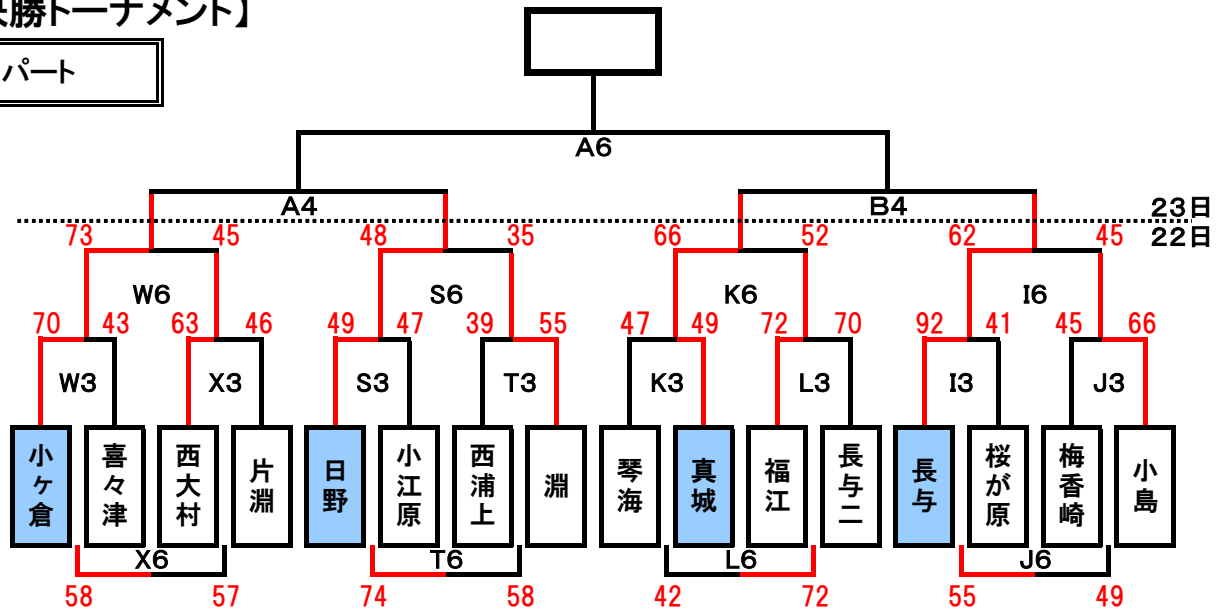 勝トーナメント】
パート
A6
A4 B4 23日
73 45 48 35 66 52 62 45 22日
W6 S6 K6 I6
70 43 63 46 49 47 39 55 47 49 72 70 92 41 45 66
W3 X3 S3 T3 K3 L3 I3 J3
小ヶ倉
喜々津
西大村
片淵
日野
小江原
西浦上
淵
琴海
真城
福江
長与二
長与
桜が原
梅香崎
小島
X6 T6 L6 J6
58 57 74 58 42 72 55 49